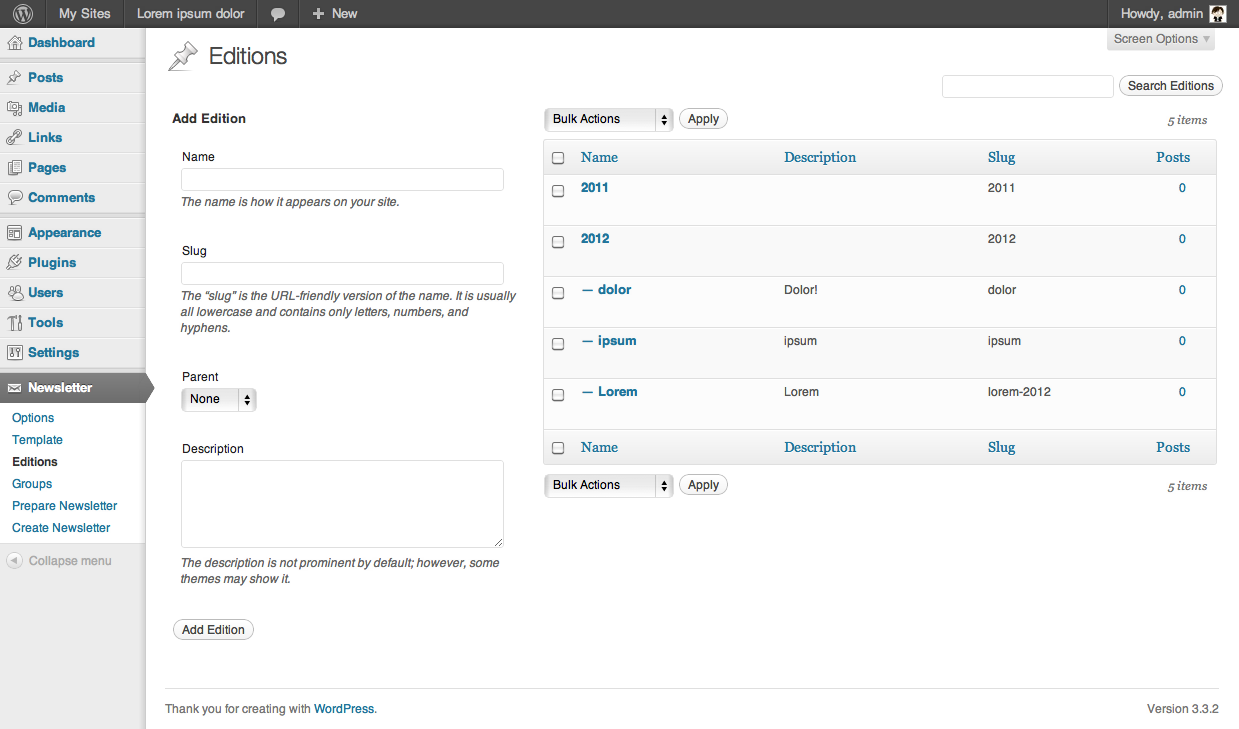 My Sites Lorem ipsum dolor + New Howdy, admin
Screen Options
Dashboard
Posts
Media
Links
Pages
Comments
Appearance
Plugins
Users
Tools
Settings
Newsletter
Options
Template
Editions
Groups
Prepare Newsletter
Create Newsletter
Collapse menu
Editions
Search Editions
Add Edition
Name
The name is how it appears on your site.
Slug
The “slug” is the URL-friendly version of the name. It is usually
all lowercase and contains only letters, numbers, and
hyphens.
Parent
None
Description
The description is not prominent by default; however, some
themes may show it.
Add Edition
Bulk Actions Apply 5 items
Name Description Slug Posts
2011 2011 0
2012 2012 0
— dolor Dolor! dolor 0
— ipsum ipsum ipsum 0
— Lorem Lorem lorem-2012 0
Name Description Slug Posts
Bulk Actions Apply 5 items
Thank you for creating with WordPress. Version 3.3.2